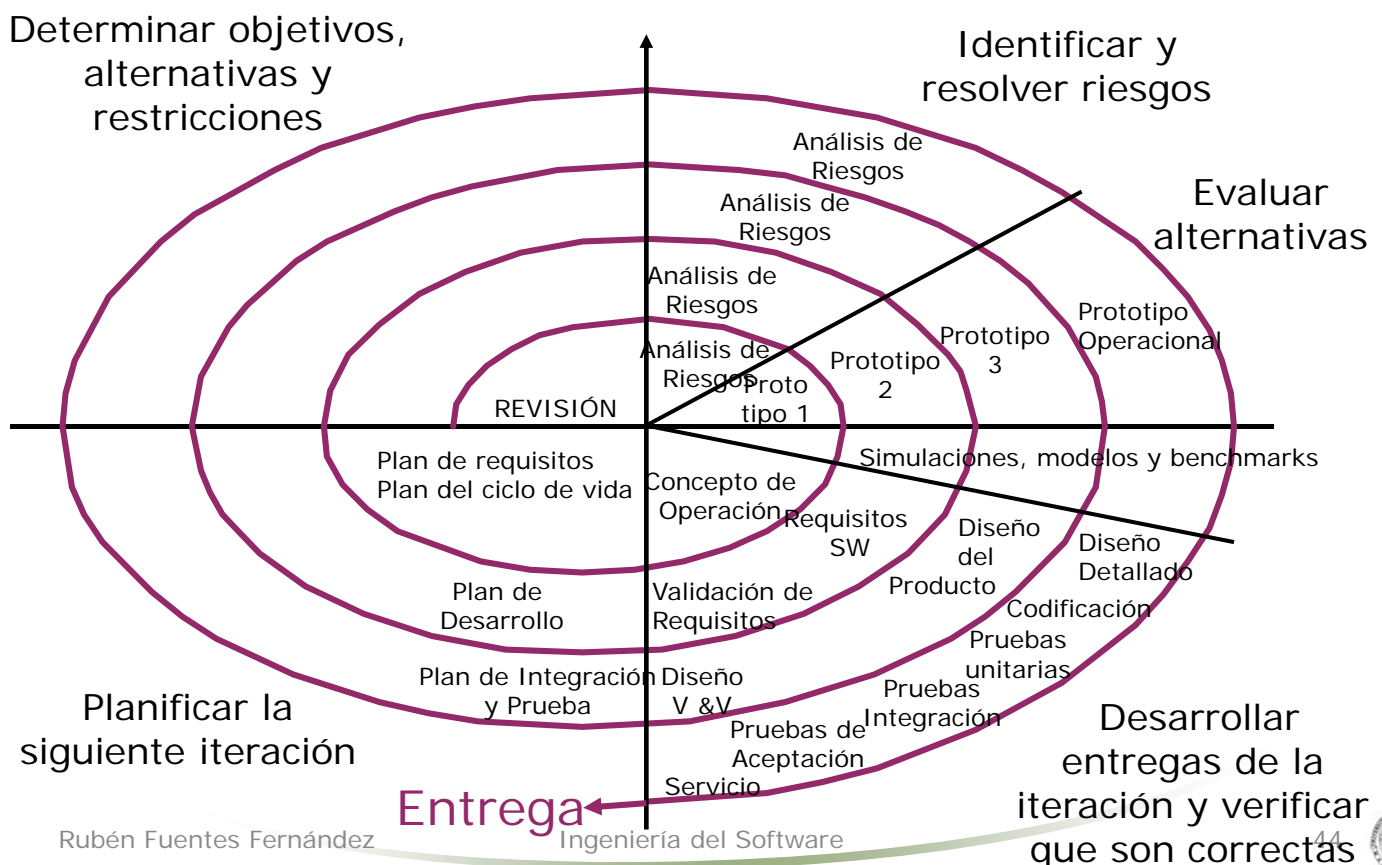 Determinar objetivos,
alternativas y
restricciones
Identificar y
resolver riesgos
Evaluar
alternativas
Análisis de
Riesgos
Análisis de
Riesgos
Análisis de
Riesgos
Análisis de
Riesgos
Proto
tipo 1
Prototipo
2
Prototipo
3
Prototipo
Operacional
REVISIÓN
Simulaciones, modelos y benchmarks
Plan de requisitos
Plan del ciclo de vida
Concepto de
Operación
Requisitos
SW
Diseño
del
Producto
Diseño
Detallado
Plan de
Desarrollo
Validación de
Requisitos
Codificación
Pruebas
unitarias
Plan de Integración
y Prueba
Diseño
V &V
Pruebas
Integración
Pruebas de
Aceptación
Servicio
Planificar la
siguiente iteración
Entrega
Desarrollar
entregas de la
iteración y verificar
que son correctas
Rubén Fuentes Fernández
Ingeniería del Software
44